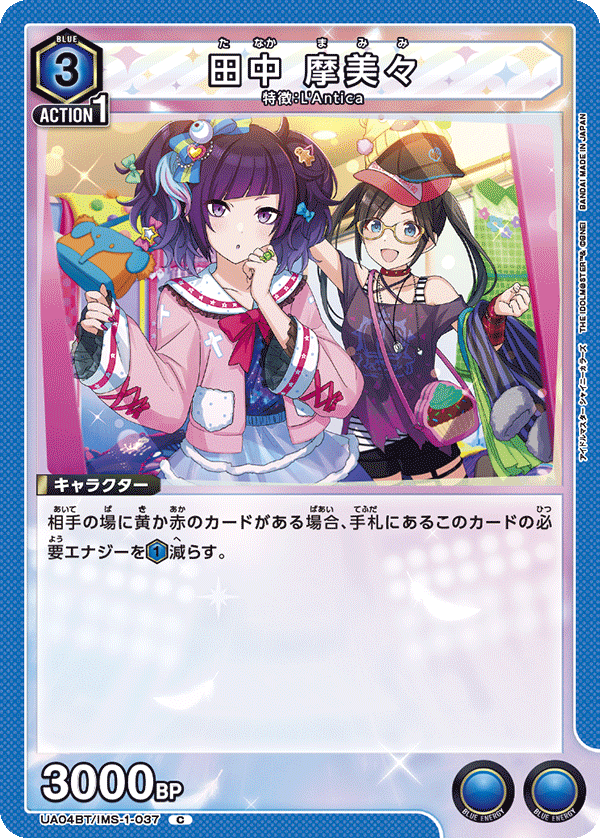 BLUE
3
ACTION 1
た なか ま み み
田中 摩美々
特徴：L'Antica
キャラクター
あいて ば き あか ばあい てふだ ひつ
相手の場に黄か赤のカードがある場合、手札にあるこのカードの必
よう へ
要エナジーを1減らす。
3000BP
UA04BT/IMS-1-037 C
BLUE ENERGY BLUE ENERGY
アイドルマスター シャイニーカラーズ THE IDOLM@STER™& ©BNEI BANDAI MADE IN JAPAN